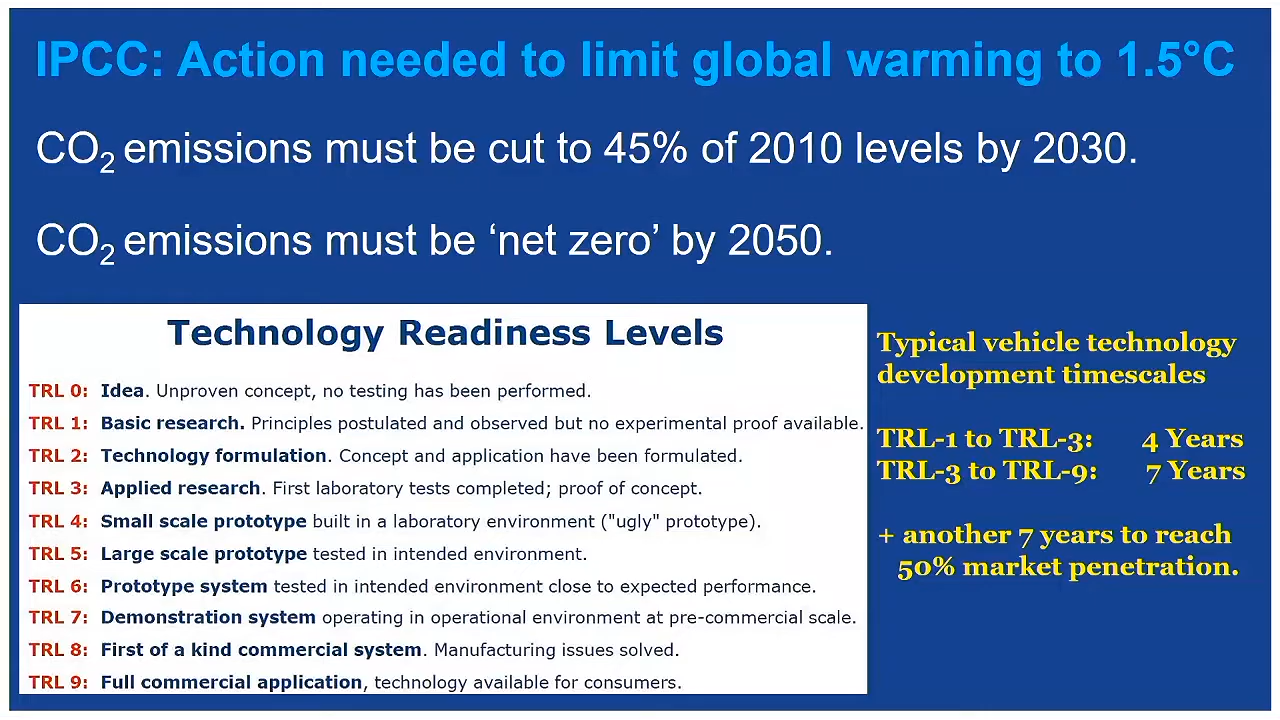 IPCC: Action needed to limit global warming to 1.5°C
CO₂ emissions must be cut to 45% of 2010 levels by 2030.
CO₂ emissions must be ‘net zero’ by 2050.
Technology Readiness Levels
TRL 0: Idea. Unproven concept, no testing has been performed.
TRL 1: Basic research. Principles postulated and observed but no experimental proof available.
TRL 2: Technology formulation. Concept and application have been formulated.
TRL 3: Applied research. First laboratory tests completed; proof of concept.
TRL 4: Small scale prototype built in a laboratory environment ("ugly" prototype).
TRL 5: Large scale prototype tested in intended environment.
TRL 6: Prototype system tested in intended environment close to expected performance.
TRL 7: Demonstration system operating in operational environment at pre-commercial scale.
TRL 8: First of a kind commercial system. Manufacturing issues solved.
TRL 9: Full commercial application, technology available for consumers.
Typical vehicle technology
development timescales
TRL-1 to TRL-3: 4 Years
TRL-3 to TRL-9: 7 Years
+ another 7 years to reach
50% market penetration.